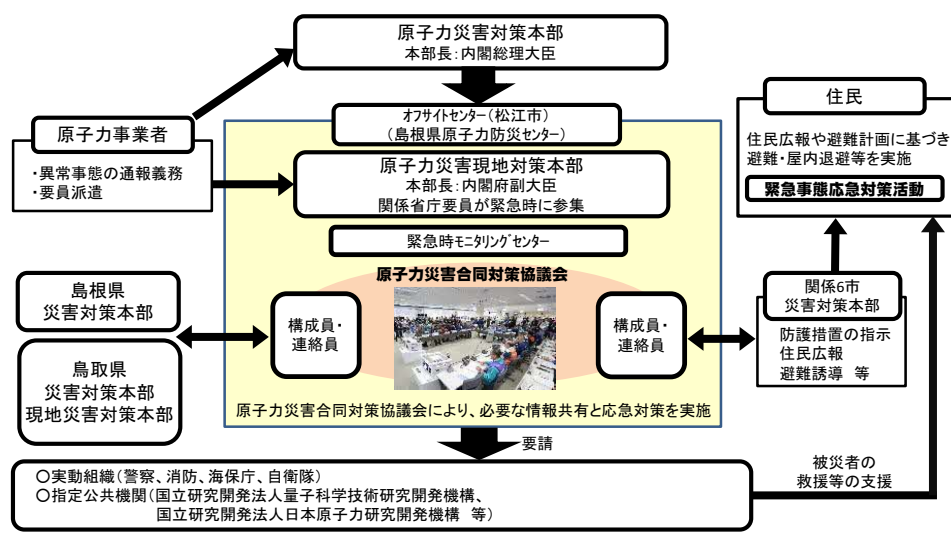 原子力災害対策本部
本部長：内閣総理大臣
オフサイトセンター（松江市）
（島根県原子力防災センター）
原子力事業者
・異常事態の通報義務
・要員派遣
原子力災害現地対策本部
本部長：内閣府副大臣
関係省庁要員が緊急時に参集
緊急時ﾓﾆﾀﾘﾝｸﾞセンター
住民
住民広報や避難計画に基づき
避難・屋内退避等を実施
緊急事態応急対策活動
島根県
災害対策本部
鳥取県
災害対策本部
現地災害対策本部
原子力災害合同対策協議会
構成員・
連絡員
構成員・
連絡員
原子力災害合同対策協議会により、必要な情報共有と応急対策を実施
関係6市
災害対策本部
防護措置の指示
住民広報
避難誘導　等
要請
○実動組織（警察、消防、海保庁、自衛隊）
○指定公共機関（国立研究開発法人量子科学技術研究開発機構、
国立研究開発法人日本原子力研究開発機構　等）
被災者の
救援等の支援